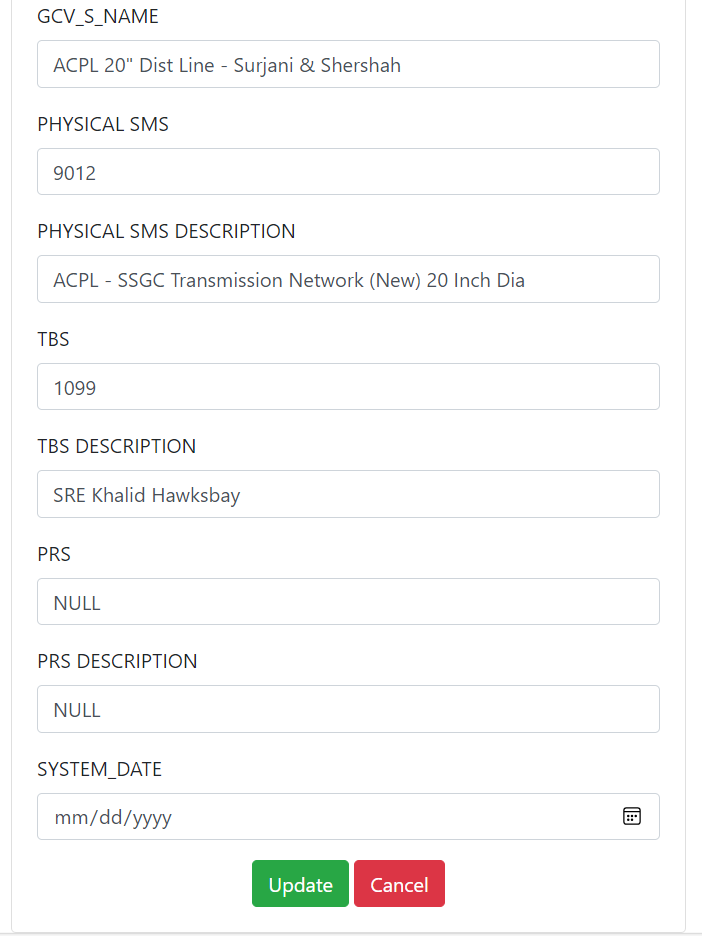 GCV_S_NAME
ACPL 20" Dist Line - Surjani & Shershah
PHYSICAL SMS
9012
PHYSICAL SMS DESCRIPTION
ACPL - SSGC Transmission Network (New) 20 Inch Dia
TBS
1099
TBS DESCRIPTION
SRE Khalid Hawksbay
PRS
NULL
PRS DESCRIPTION
NULL
SYSTEM_DATE
mm/dd/yyyy
Update Cancel